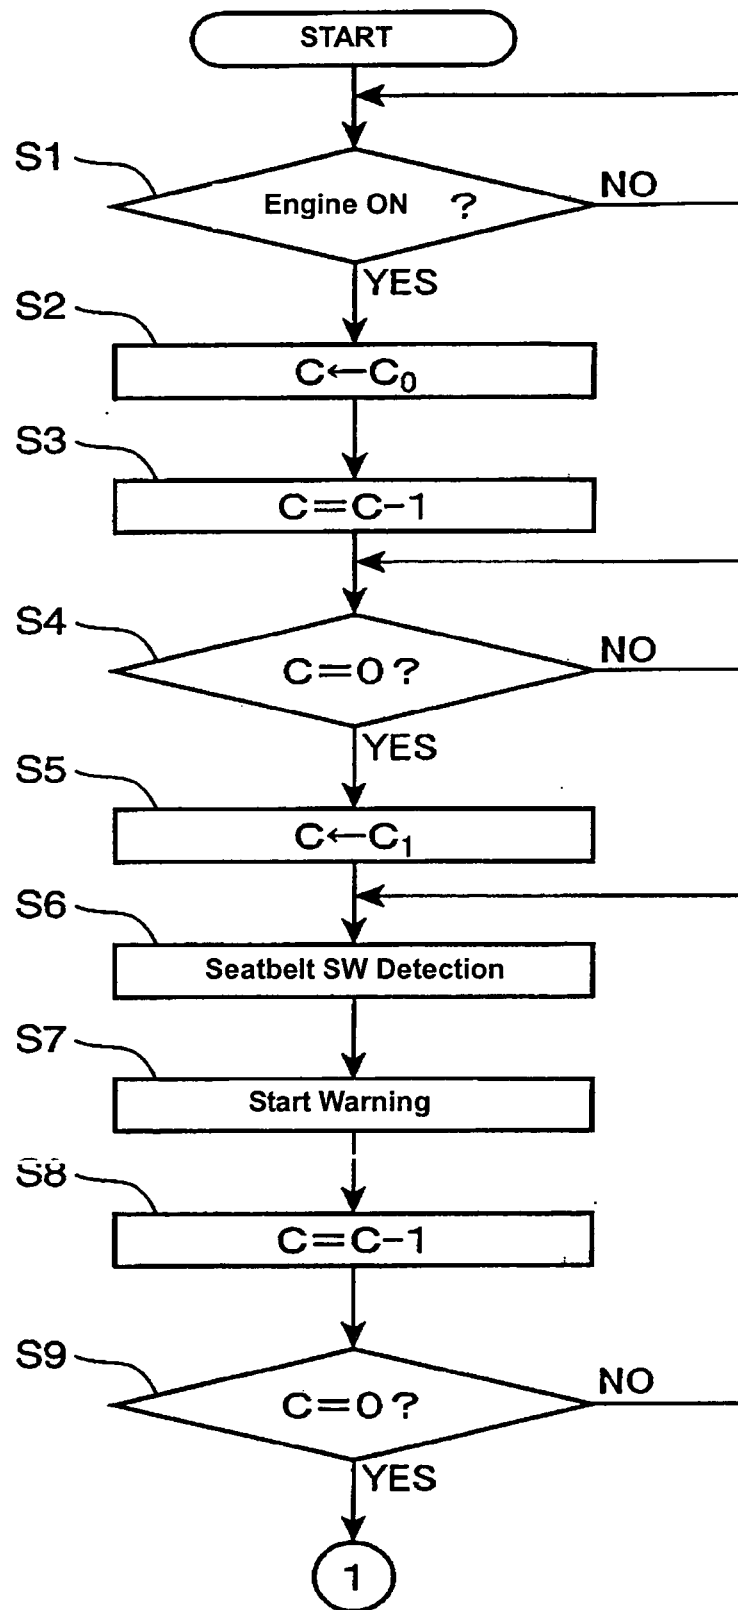 START
S1
Engine ON ?
NO
YES
S2
C←C₀
S3
C=C-1
S4
C=0?
NO
YES
S5
C←C₁
S6
Seatbelt SW Detection
S7
Start Warning
S8
C=C-1
S9
C=0?
NO
YES
1